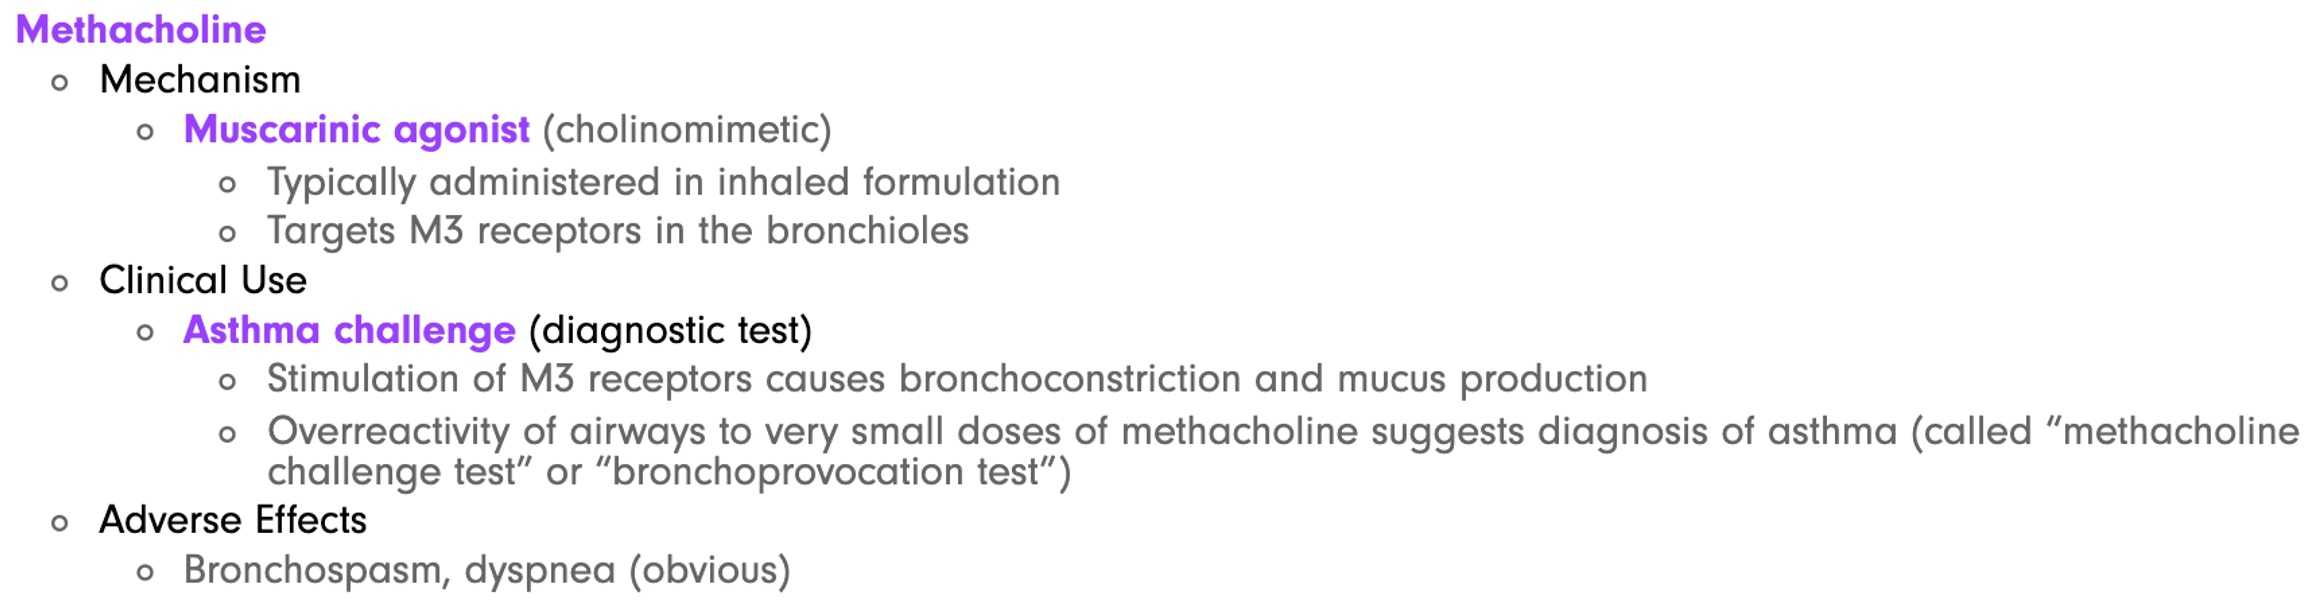 Methacholine
Mechanism
Muscarinic agonist (cholinomimetic)
Typically administered in inhaled formulation
Targets M3 receptors in the bronchioles
Clinical Use
Asthma challenge (diagnostic test)
Stimulation of M3 receptors causes bronchoconstriction and mucus production
Overreactivity of airways to very small doses of methacholine suggests diagnosis of asthma (called “methacholine
challenge test” or “bronchoprovocation test”)
Adverse Effects
Bronchospasm, dyspnea (obvious)